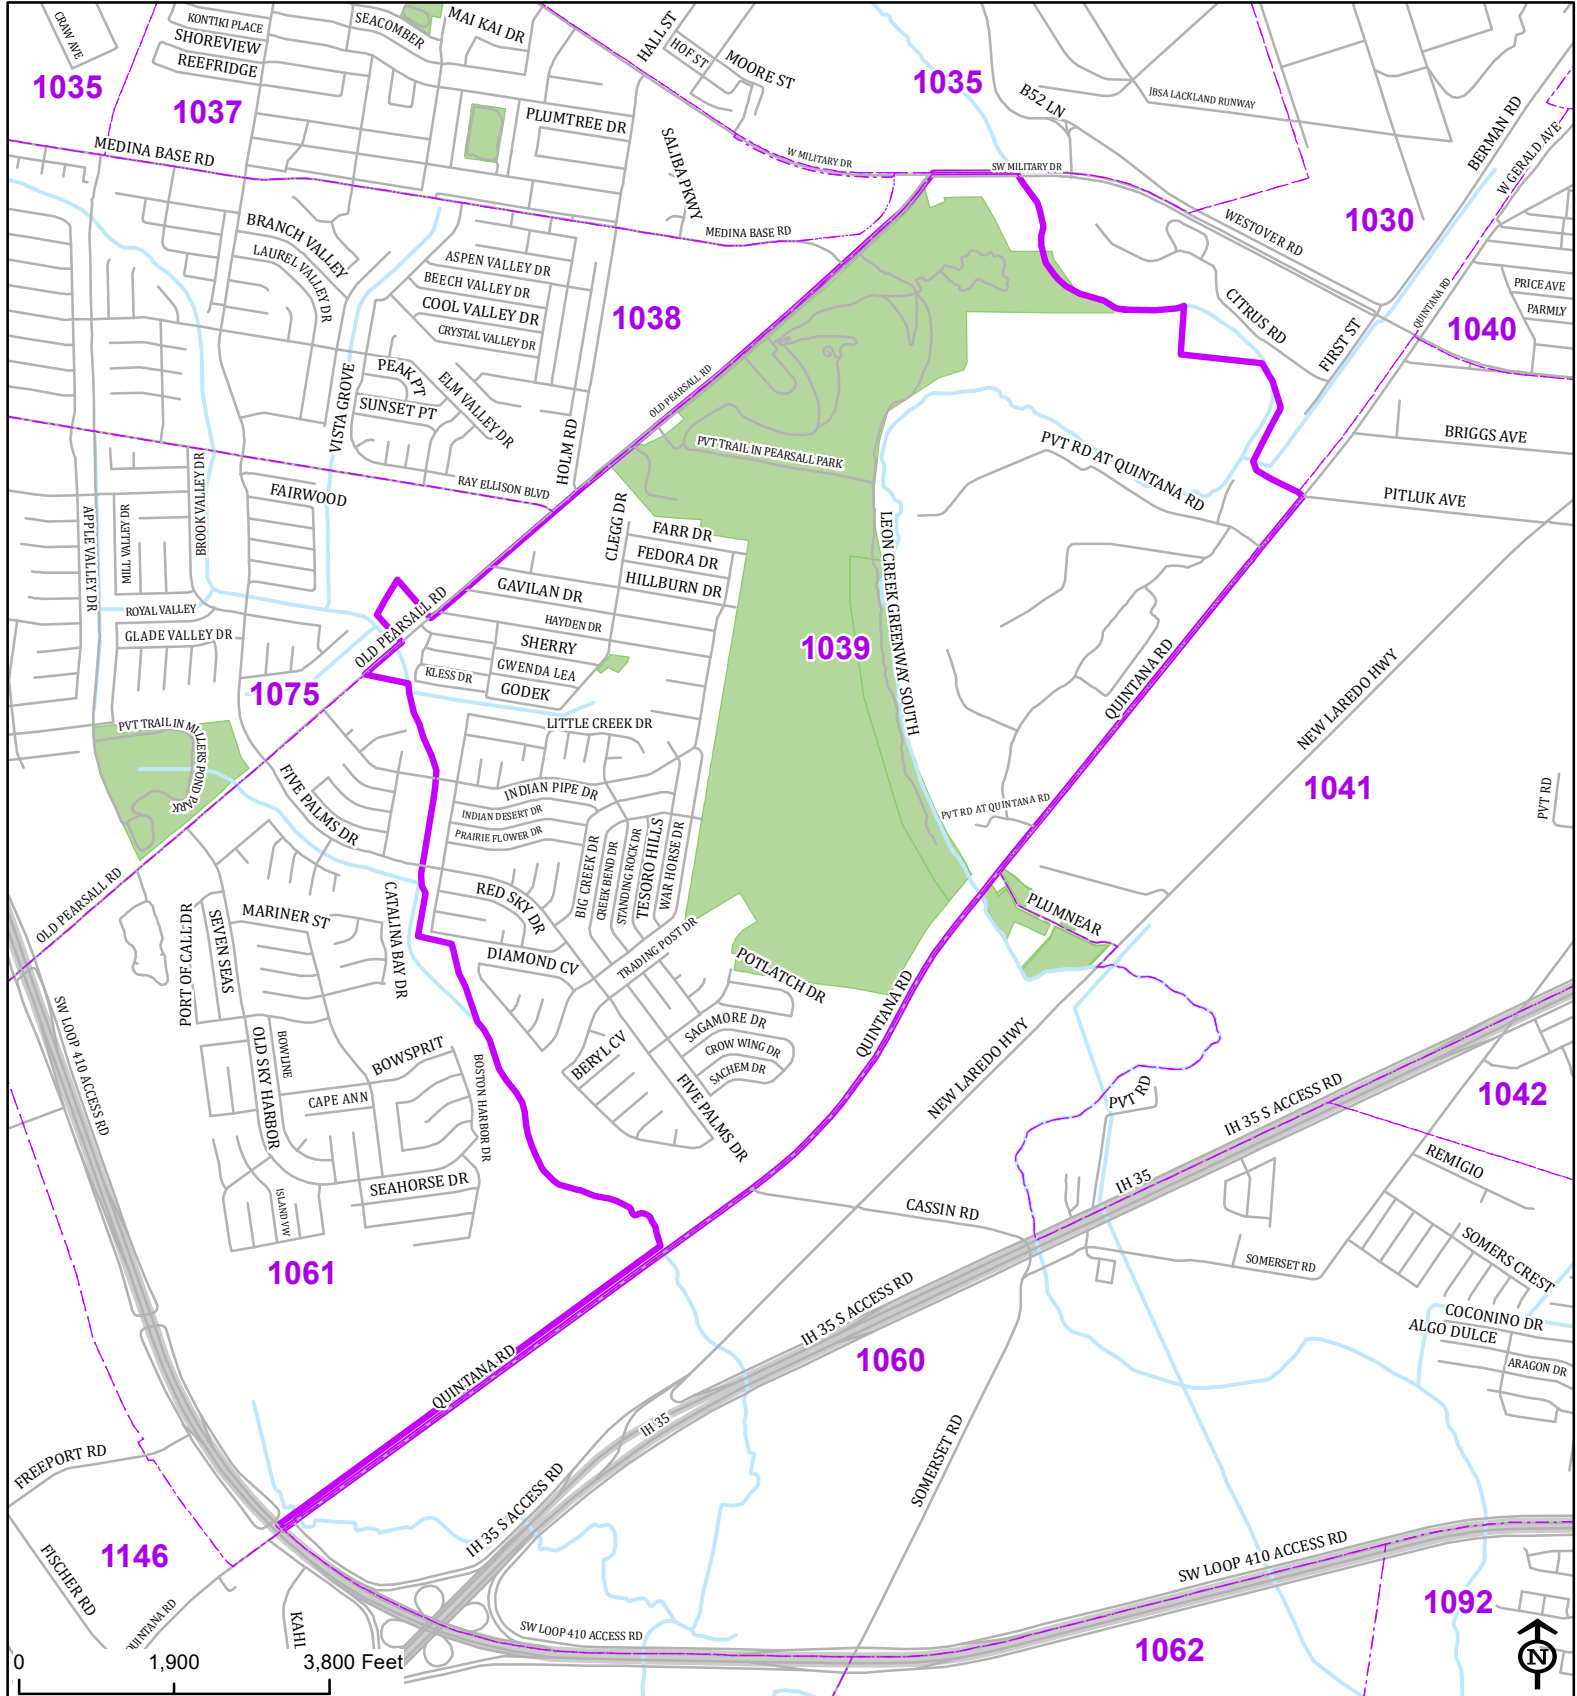 CRAW AVE
KONTIKI PLACE
SHOREVIEW
REEFRIDGE
SEACOMBER
MAI KAI DR
HALL ST
HOF ST
MOORE ST
1035
1037
1035
B52 LN
JBSA LACKLAND RUNWAY
BERMAN RD
W GERALD AVE
PLUMTREE DR
MEDINA BASE RD
SALIBA PKWY
W MILITARY DR
SW MILITARY DR
1030
WESTOVER RD
BRANCH VALLEY
LAUREL VALLEY DR
MEDINA BASE RD
ASPEN VALLEY DR
BEECH VALLEY DR
COOL VALLEY DR
CRYSTAL VALLEY DR
1038
CITRUS RD
QUINTANA RD
PRICE AVE
PARMLY
1040
FIRST ST
PEAK PT
SUNSET PT
ELM VALLEY DR
VISTA GROVE
OLD PEARSALL RD
HOLM RD
PVT TRAIL IN PEARSALL PARK
PVT RD AT QUINTANA RD
BRIGGS AVE
PITLUK AVE
RAY ELLISON BLVD
FAIRWOOD
BROOK VALLEY DR
MILL VALLEY DR
APPLE VALLEY DR
CLEGG DR
FARR DR
FEDORA DR
HILLBURN DR
GAVILAN DR
LEON CREEK GREENWAY SOUTH
ROYAL VALLEY
GLADE VALLEY DR
OLD PEARSALL RD
HAYDEN DR
SHERRY
GWENDA LEA
GODEK
KLESS DR
1039
1075
QUINTANA RD
NEW LAREDO HWY
PVT TRAIL IN MILLERS POND PARK
LITTLE CREEK DR
FIVE PALMS DR
INDIAN PIPE DR
INDIAN DESERT DR
PRAIRIE FLOWER DR
PVT RD AT QUINTANA RD
1041
PVT RD
BIG CREEK DR
CREEK BEND DR
STANDING ROCK DR
TESORO HILLS
WAR HORSE DR
OLD PEARSALL RD
RED SKY DR
CATALINA BAY DR
PORT OF CALL DR
SEVEN SEAS
MARINER ST
DIAMOND CV
TRADING POST DR
PLUMNEAR
POTLATCH DR
SW LOOP 410 ACCESS RD
QUINTANA RD
SAGAMORE DR
CROW WING DR
SACHEM DR
OLD SKY HARBOR
BOWLINE
BOWSPRIT
CAPE ANN
BOSTON HARBOR DR
BERYL CV
FIVE PALMS DR
NEW LAREDO HWY
PVT RD
IH 35 S ACCESS RD
1042
IH 35
REMIGIO
SEAHORSE DR
ISLAND VW
CASSIN RD
SOMERSET RD
SOMERS CREST
1061
IH 35 S ACCESS RD
COCONINO DR
ALGO DULCE
ARAGON DR
1060
QUINTANA RD
IH 35
SOMERSET RD
FREEPORT RD
IH 35 S ACCESS RD
1146
FISCHER RD
QUINTANA RD
KAHL
SW LOOP 410 ACCESS RD
SW LOOP 410 ACCESS RD
1092
1062
0
1,900
3,800 Feet
N